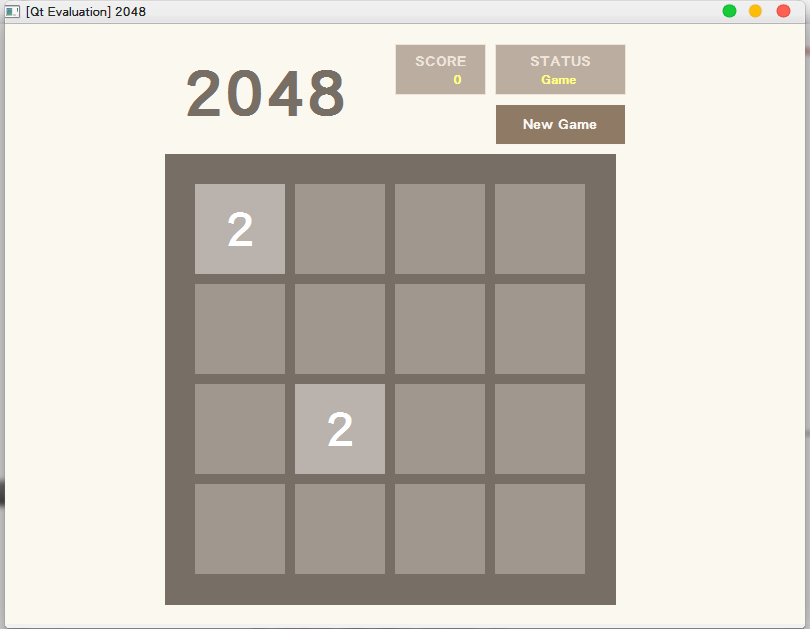 [Qt Evaluation] 2048
2048
SCORE
0
STATUS
Game
New Game
2
2